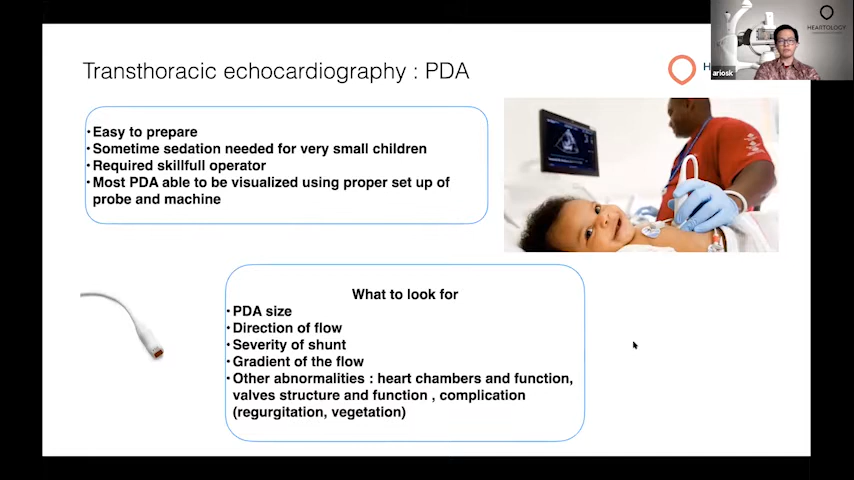 HEARTOLOGY
ariosk
Transthoracic echocardiography : PDA
H
•Easy to prepare
•Sometime sedation needed for very small children
•Required skillfull operator
•Most PDA able to be visualized using proper set up of
probe and machine
What to look for
•PDA size
•Direction of flow
•Severity of shunt
•Gradient of the flow
•Other abnormalities : heart chambers and function,
valves structure and function , complication
(regurgitation, vegetation)